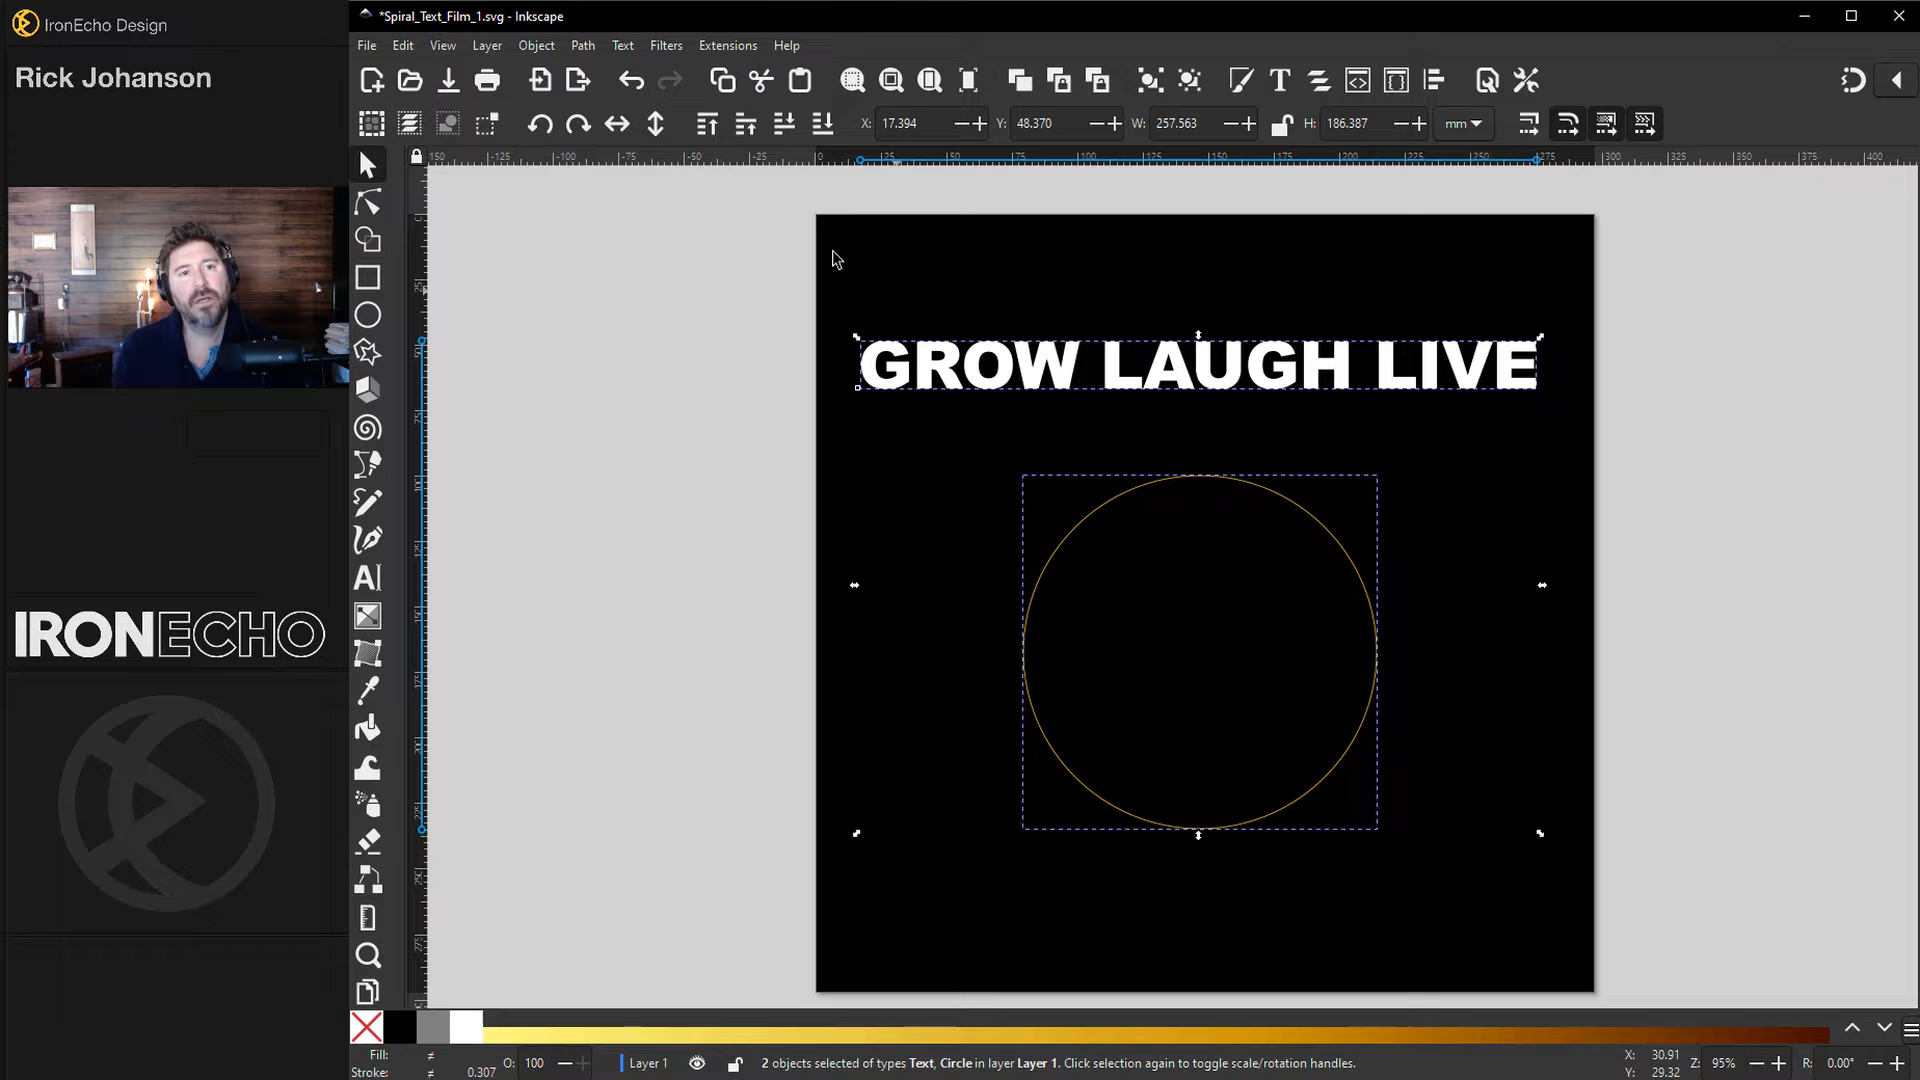 IronEcho Design
Rick Johanson
IRONECHO
*Spiral_Text_Film_1.svg - Inkscape
File Edit View Layer Object Path Text Filters Extensions Help
X: 17.394 Y: 48.370 W: 257.563 H: 186.387 mm
GROW LAUGH LIVE
Fill:
Stroke: 0.307
O: 100
Layer 1
2 objects selected of types Text, Circle in layer Layer 1. Click selection again to toggle scale/rotation handles.
X: 30.91
Y: 29.32
Z: 95%
R: 0.00°